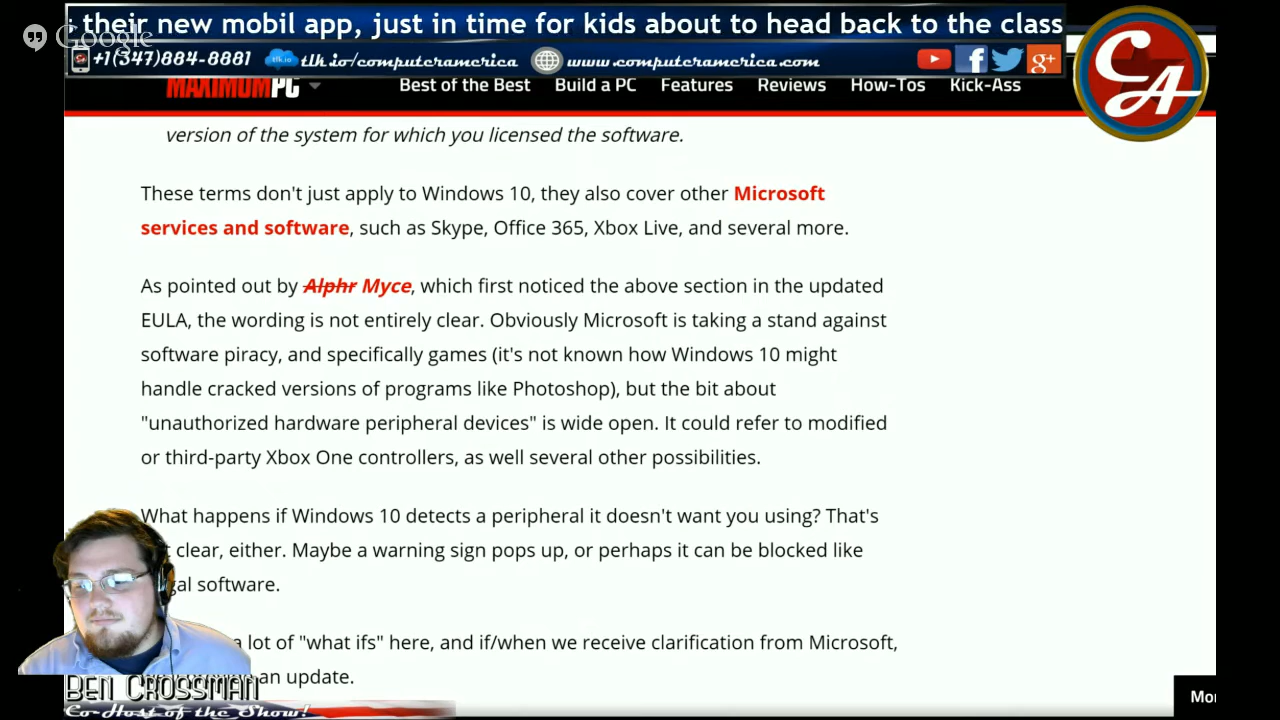 : their new mobil app, just in time for kids about to head back to the class
Google
+1(347)884-8881 tlk.io tlk.io/computeramerica www.computeramerica.com
CA
MAXIMUMPC Best of the Best Build a PC Features Reviews How-Tos Kick-Ass
version of the system for which you licensed the software.
These terms don't just apply to Windows 10, they also cover other Microsoft
services and software, such as Skype, Office 365, Xbox Live, and several more.
As pointed out by Alphr Myce, which first noticed the above section in the updated
EULA, the wording is not entirely clear. Obviously Microsoft is taking a stand against
software piracy, and specifically games (it's not known how Windows 10 might
handle cracked versions of programs like Photoshop), but the bit about
"unauthorized hardware peripheral devices" is wide open. It could refer to modified
or third-party Xbox One controllers, as well several other possibilities.
What happens if Windows 10 detects a peripheral it doesn't want you using? That's
clear, either. Maybe a warning sign pops up, or perhaps it can be blocked like
gal software.
a lot of "what ifs" here, and if/when we receive clarification from Microsoft,
an update.
BEN CROSSMAN
Co-Host of the Show!
Mo